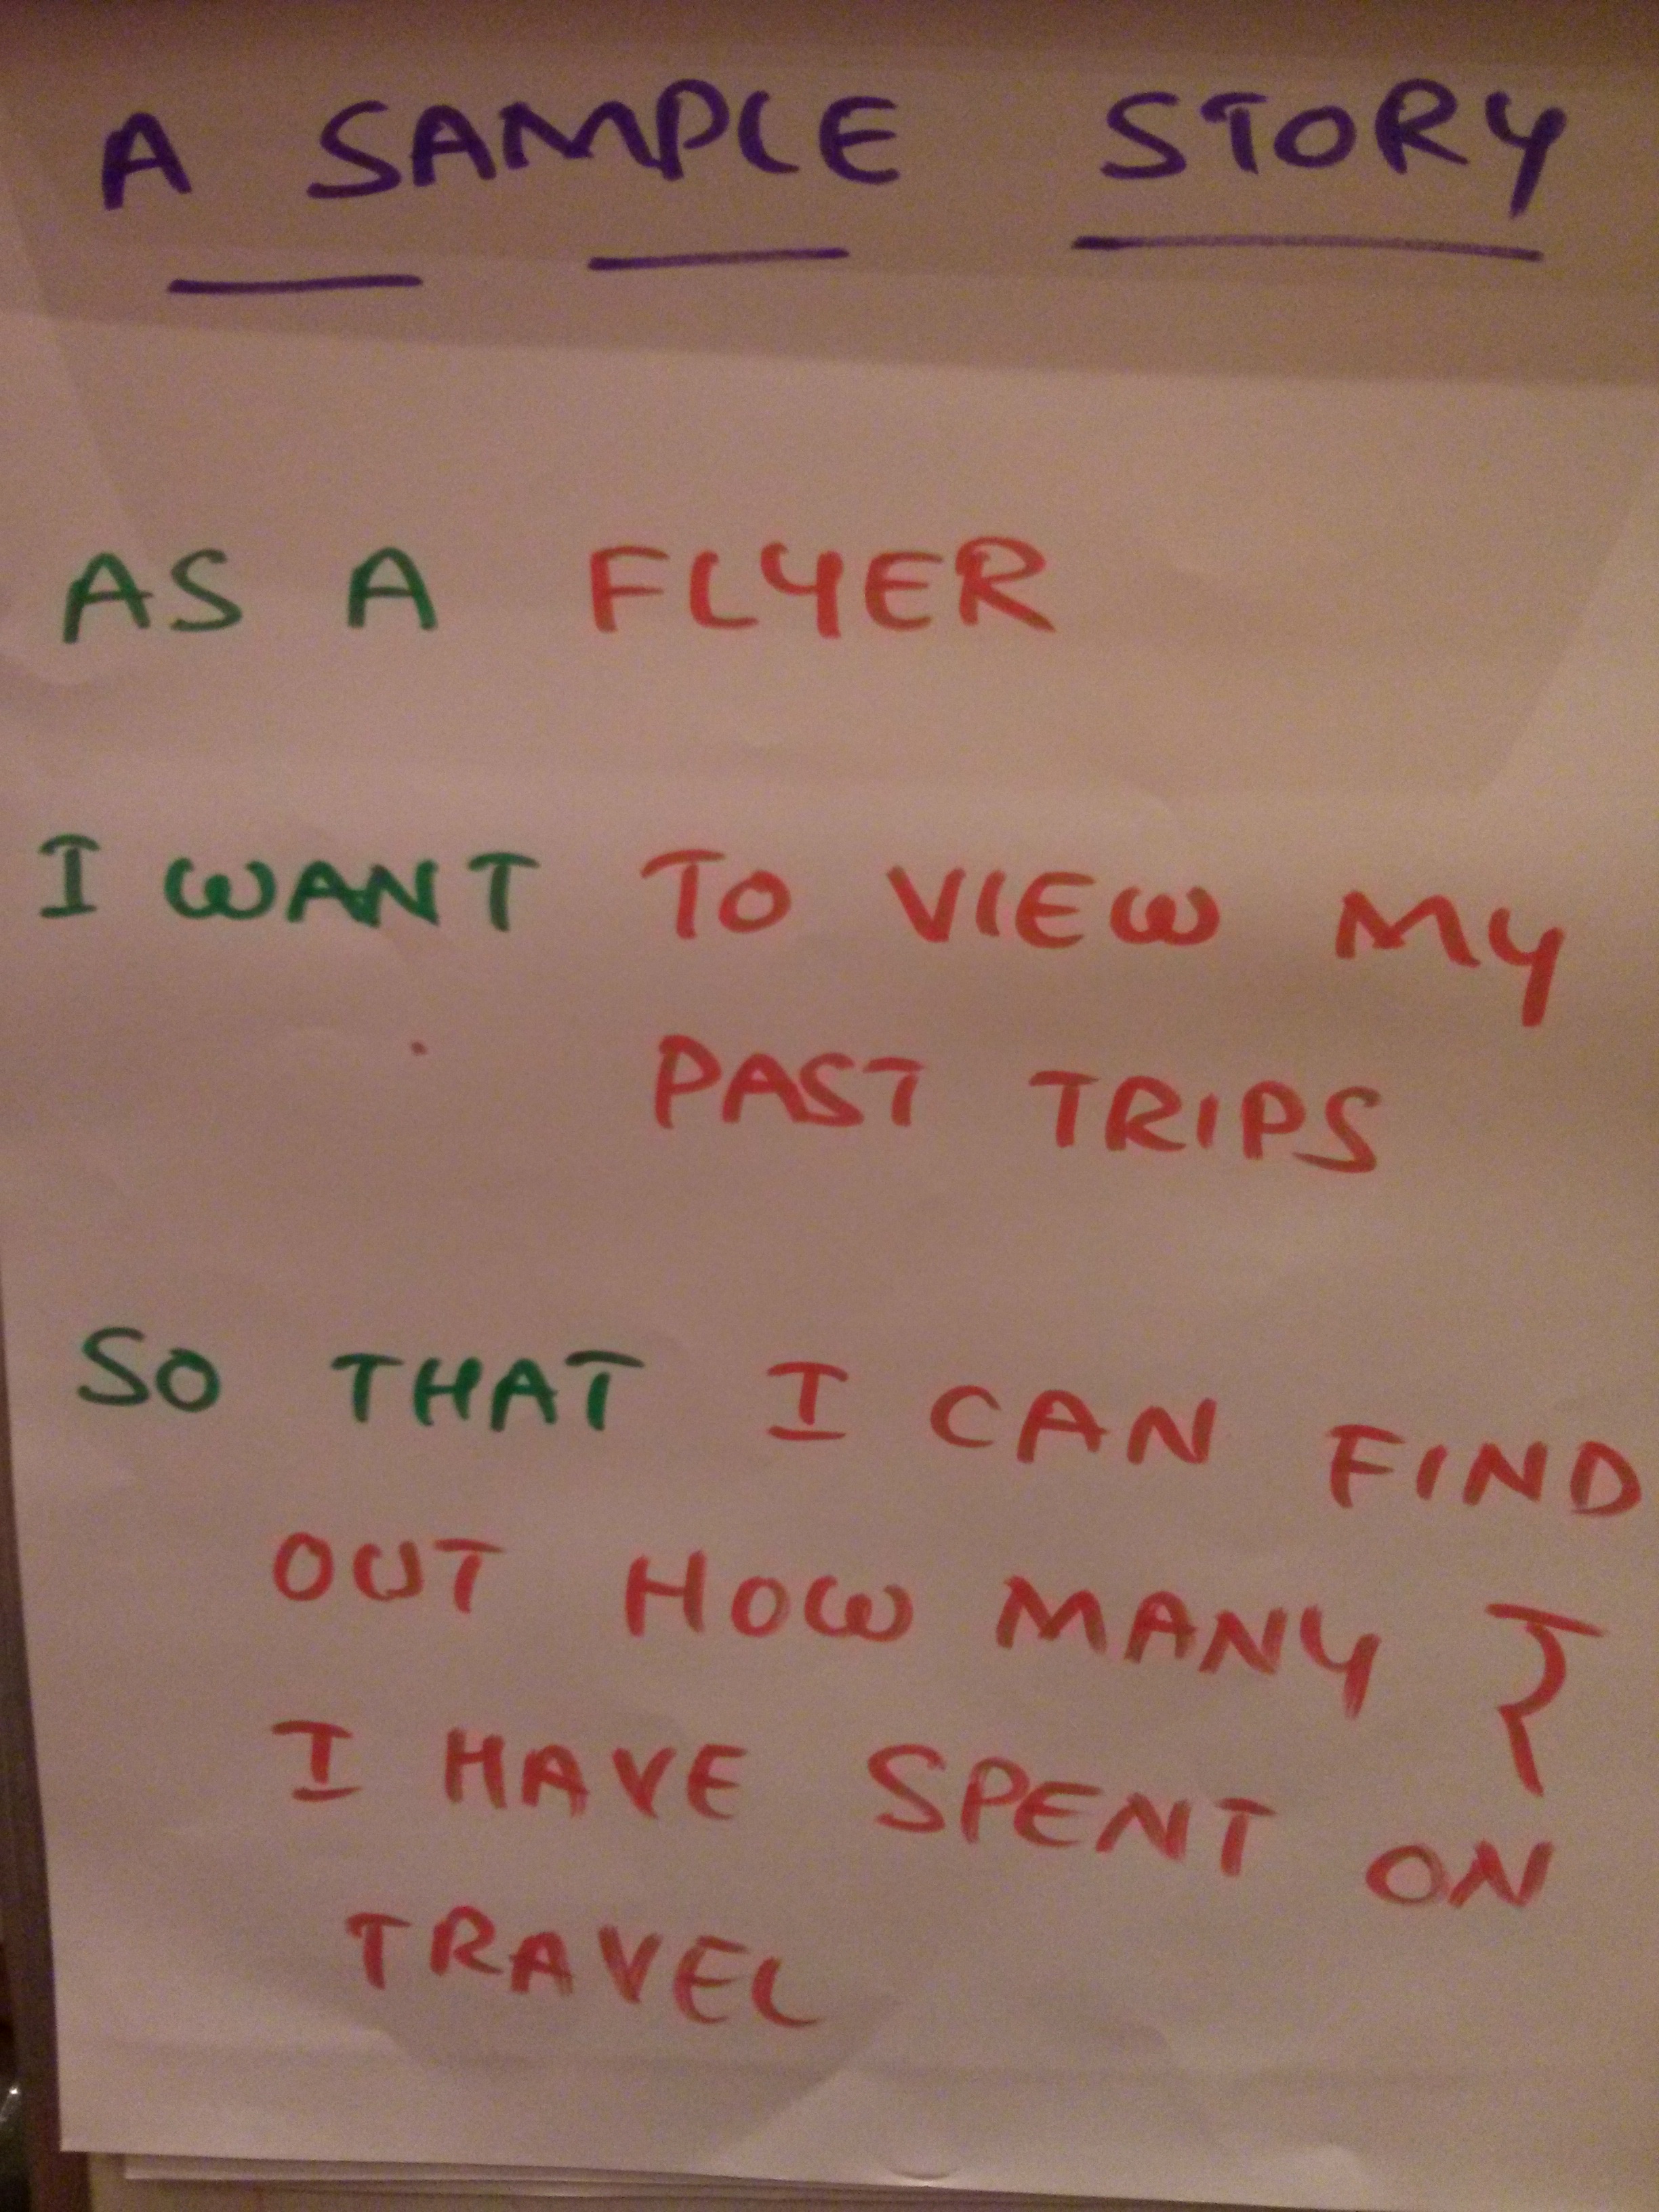 A SAMPLE STORY
AS A FLYER
I WANT TO VIEW MY
PAST TRIPS
SO THAT I CAN FIND
OUT HOW MANY
I HAVE SPENT ON
TRAVEL